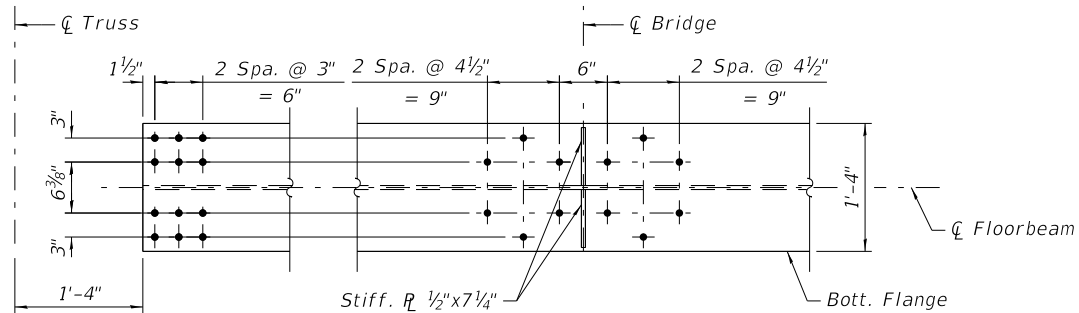 ℄ Truss
℄ Bridge
1½"
2 Spa. @ 3"
= 6"
2 Spa. @ 4½"
= 9"
6"
2 Spa. @ 4½"
= 9"
3"
6⅜"
3"
1'-4"
1'-4"
℄ Floorbeam
Stiff. ⅊ ½"x7¼"
Bott. Flange